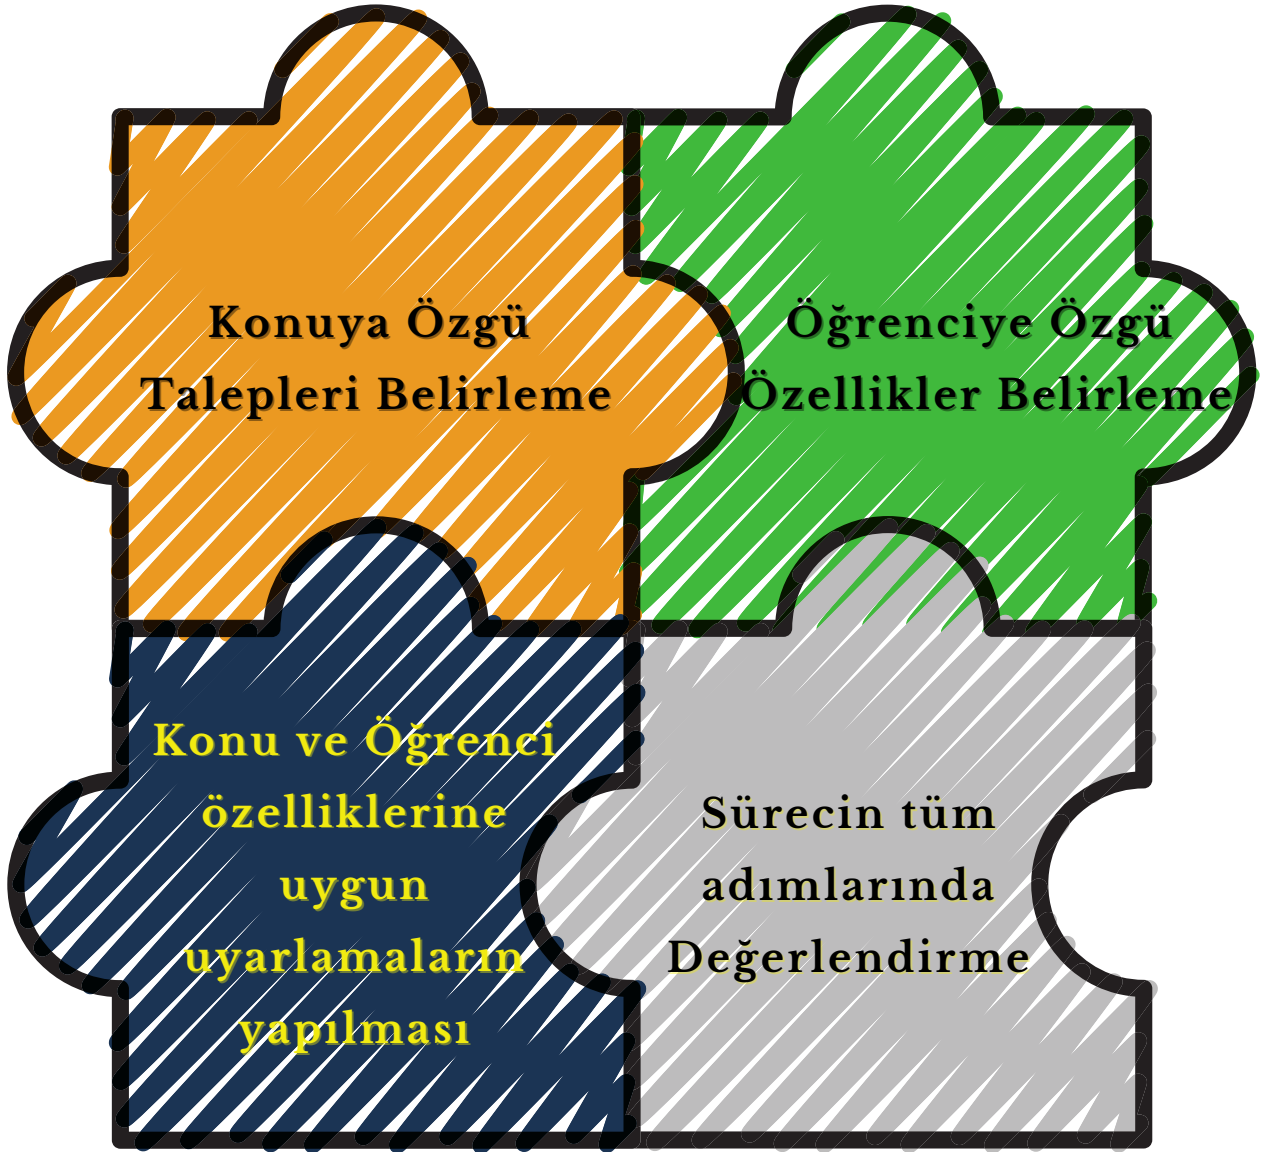 Konuya Özgü
Talepleri Belirleme
Öğrenciye Özgü
Özellikler Belirleme
Konu ve Öğrenci
özelliklerine
uygun
uyarlamaların
yapılması
Sürecin tüm
adımlarında
Değerlendirme